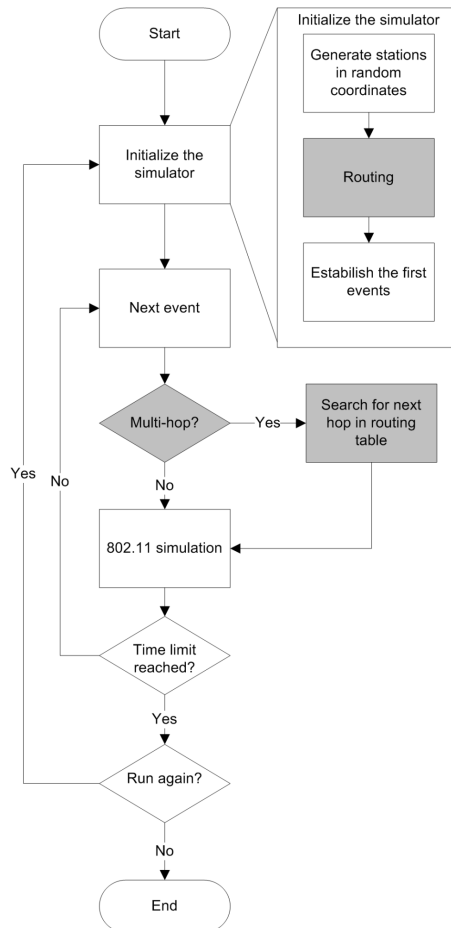 Start
Initialize the simulator
Generate stations
in random
coordinates
Routing
Estabilish the first
events
Initialize the
simulator
Next event
Multi-hop?
Yes
Search for next
hop in routing
table
No
802.11 simulation
Time limit
reached?
No
Yes
Run again?
Yes
No
End